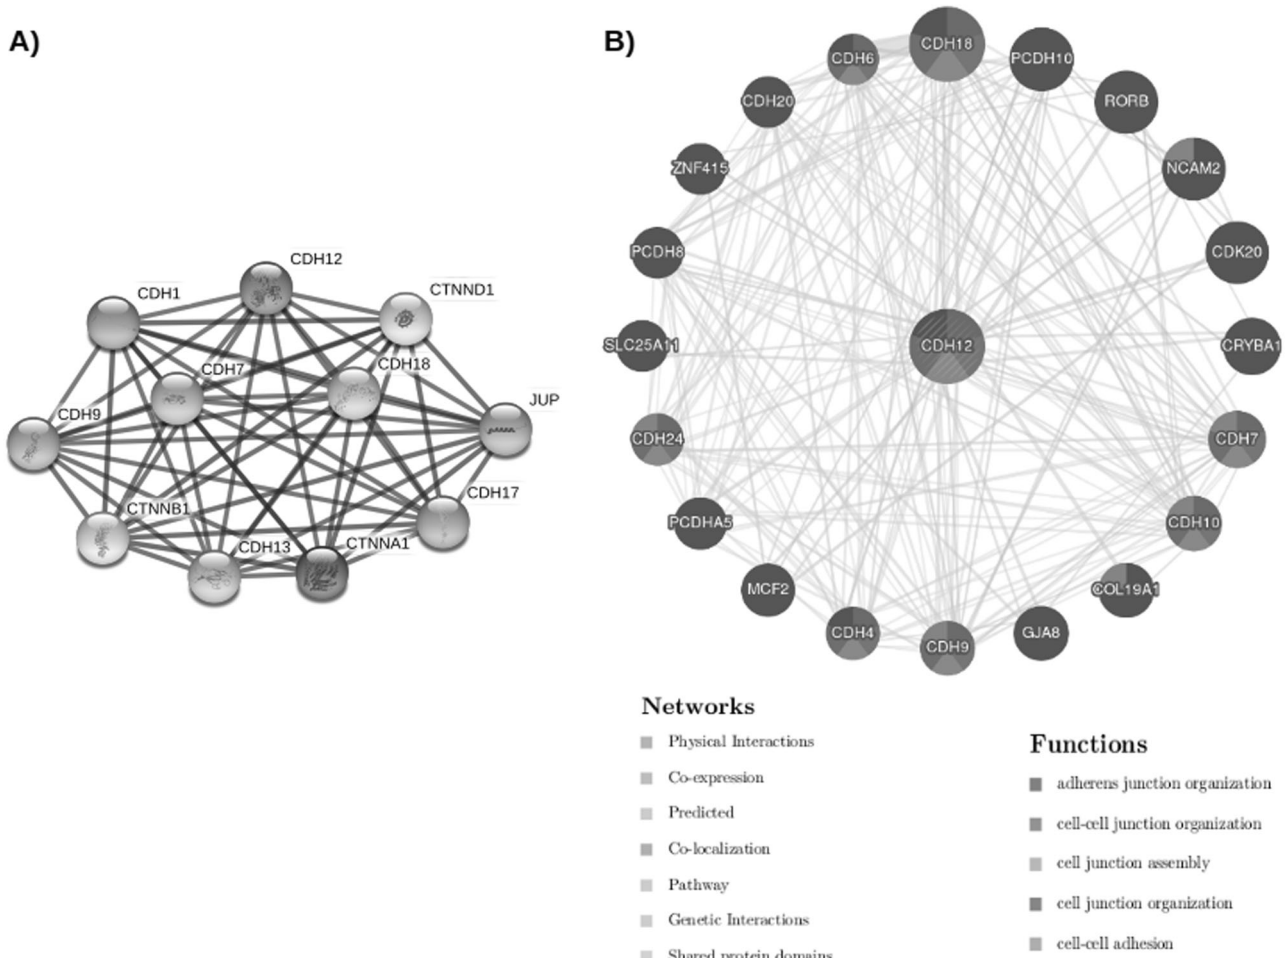 A)
CDH12
CDH1
CTNND1
CDH7
CDH18
JUP
CDH9
CDH17
CTNNB1
CDH13
CTNNA1
B)
CDH18
CDH6
PCDH10
CDH20
RORB
ZNF415
NCAM2
PCDH8
CDK20
SLC25A11
CDH12
CRYBA1
CDH24
CDH7
PCDHA5
CDH10
MCF2
COL19A1
CDH4
CDH9
GJA8
Networks
Physical Interactions
Co-expression
Predicted
Co-localization
Pathway
Genetic Interactions
Shared protein domains
Functions
adherens junction organization
cell-cell junction organization
cell junction assembly
cell junction organization
cell-cell adhesion